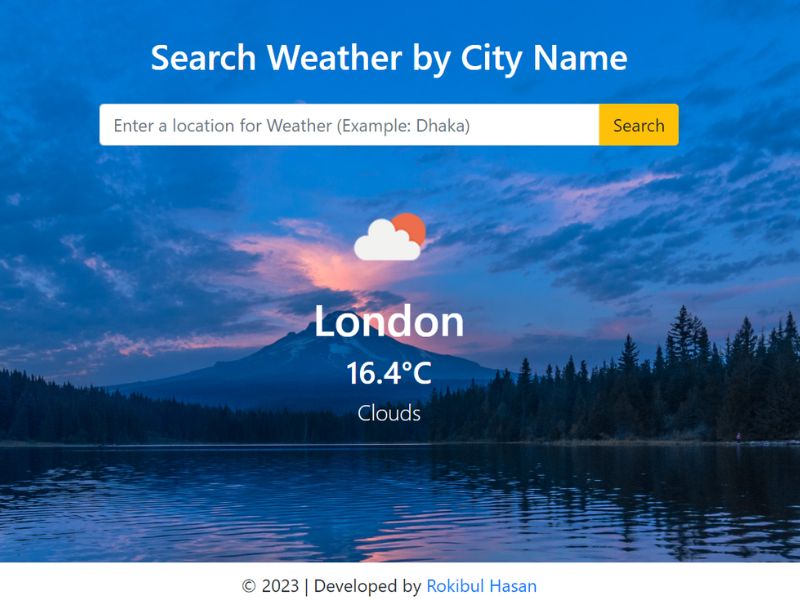 Search Weather by City Name
Enter a location for Weather (Example: Dhaka) Search
London
16.4°C
Clouds
© 2023 | Developed by Rokibul Hasan